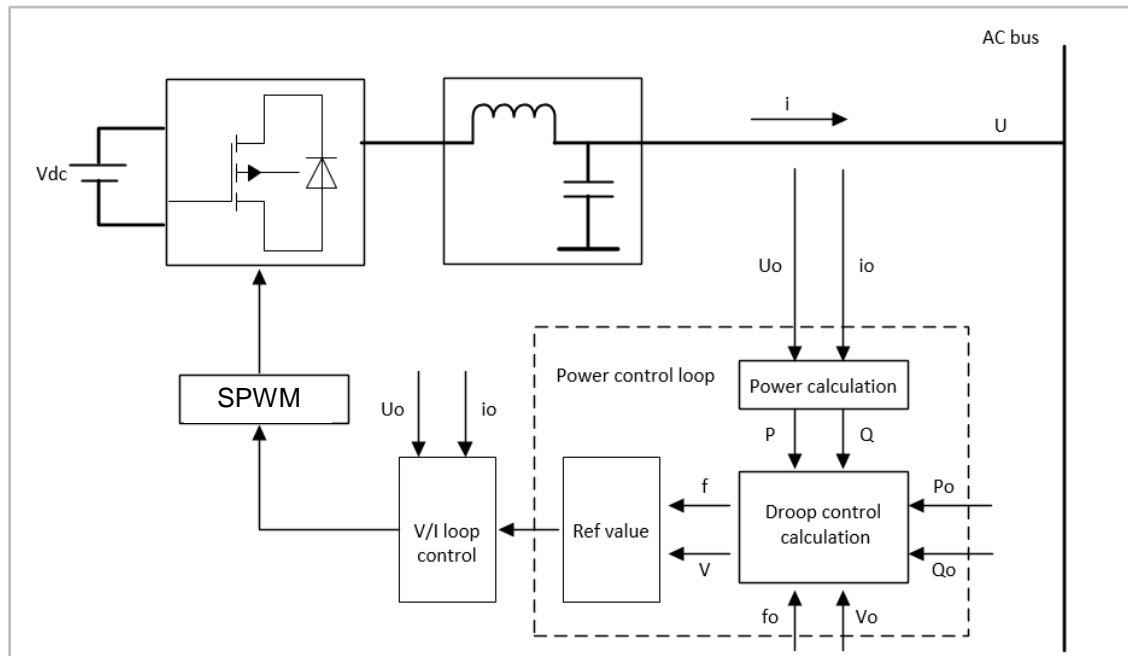 AC bus
i
U
Vdc
Uo
io
Power control loop
Power calculation
SPWM
Uo
io
P
Q
f
Po
V/I loop
control
Ref value
Droop control
calculation
V
Qo
fo
Vo